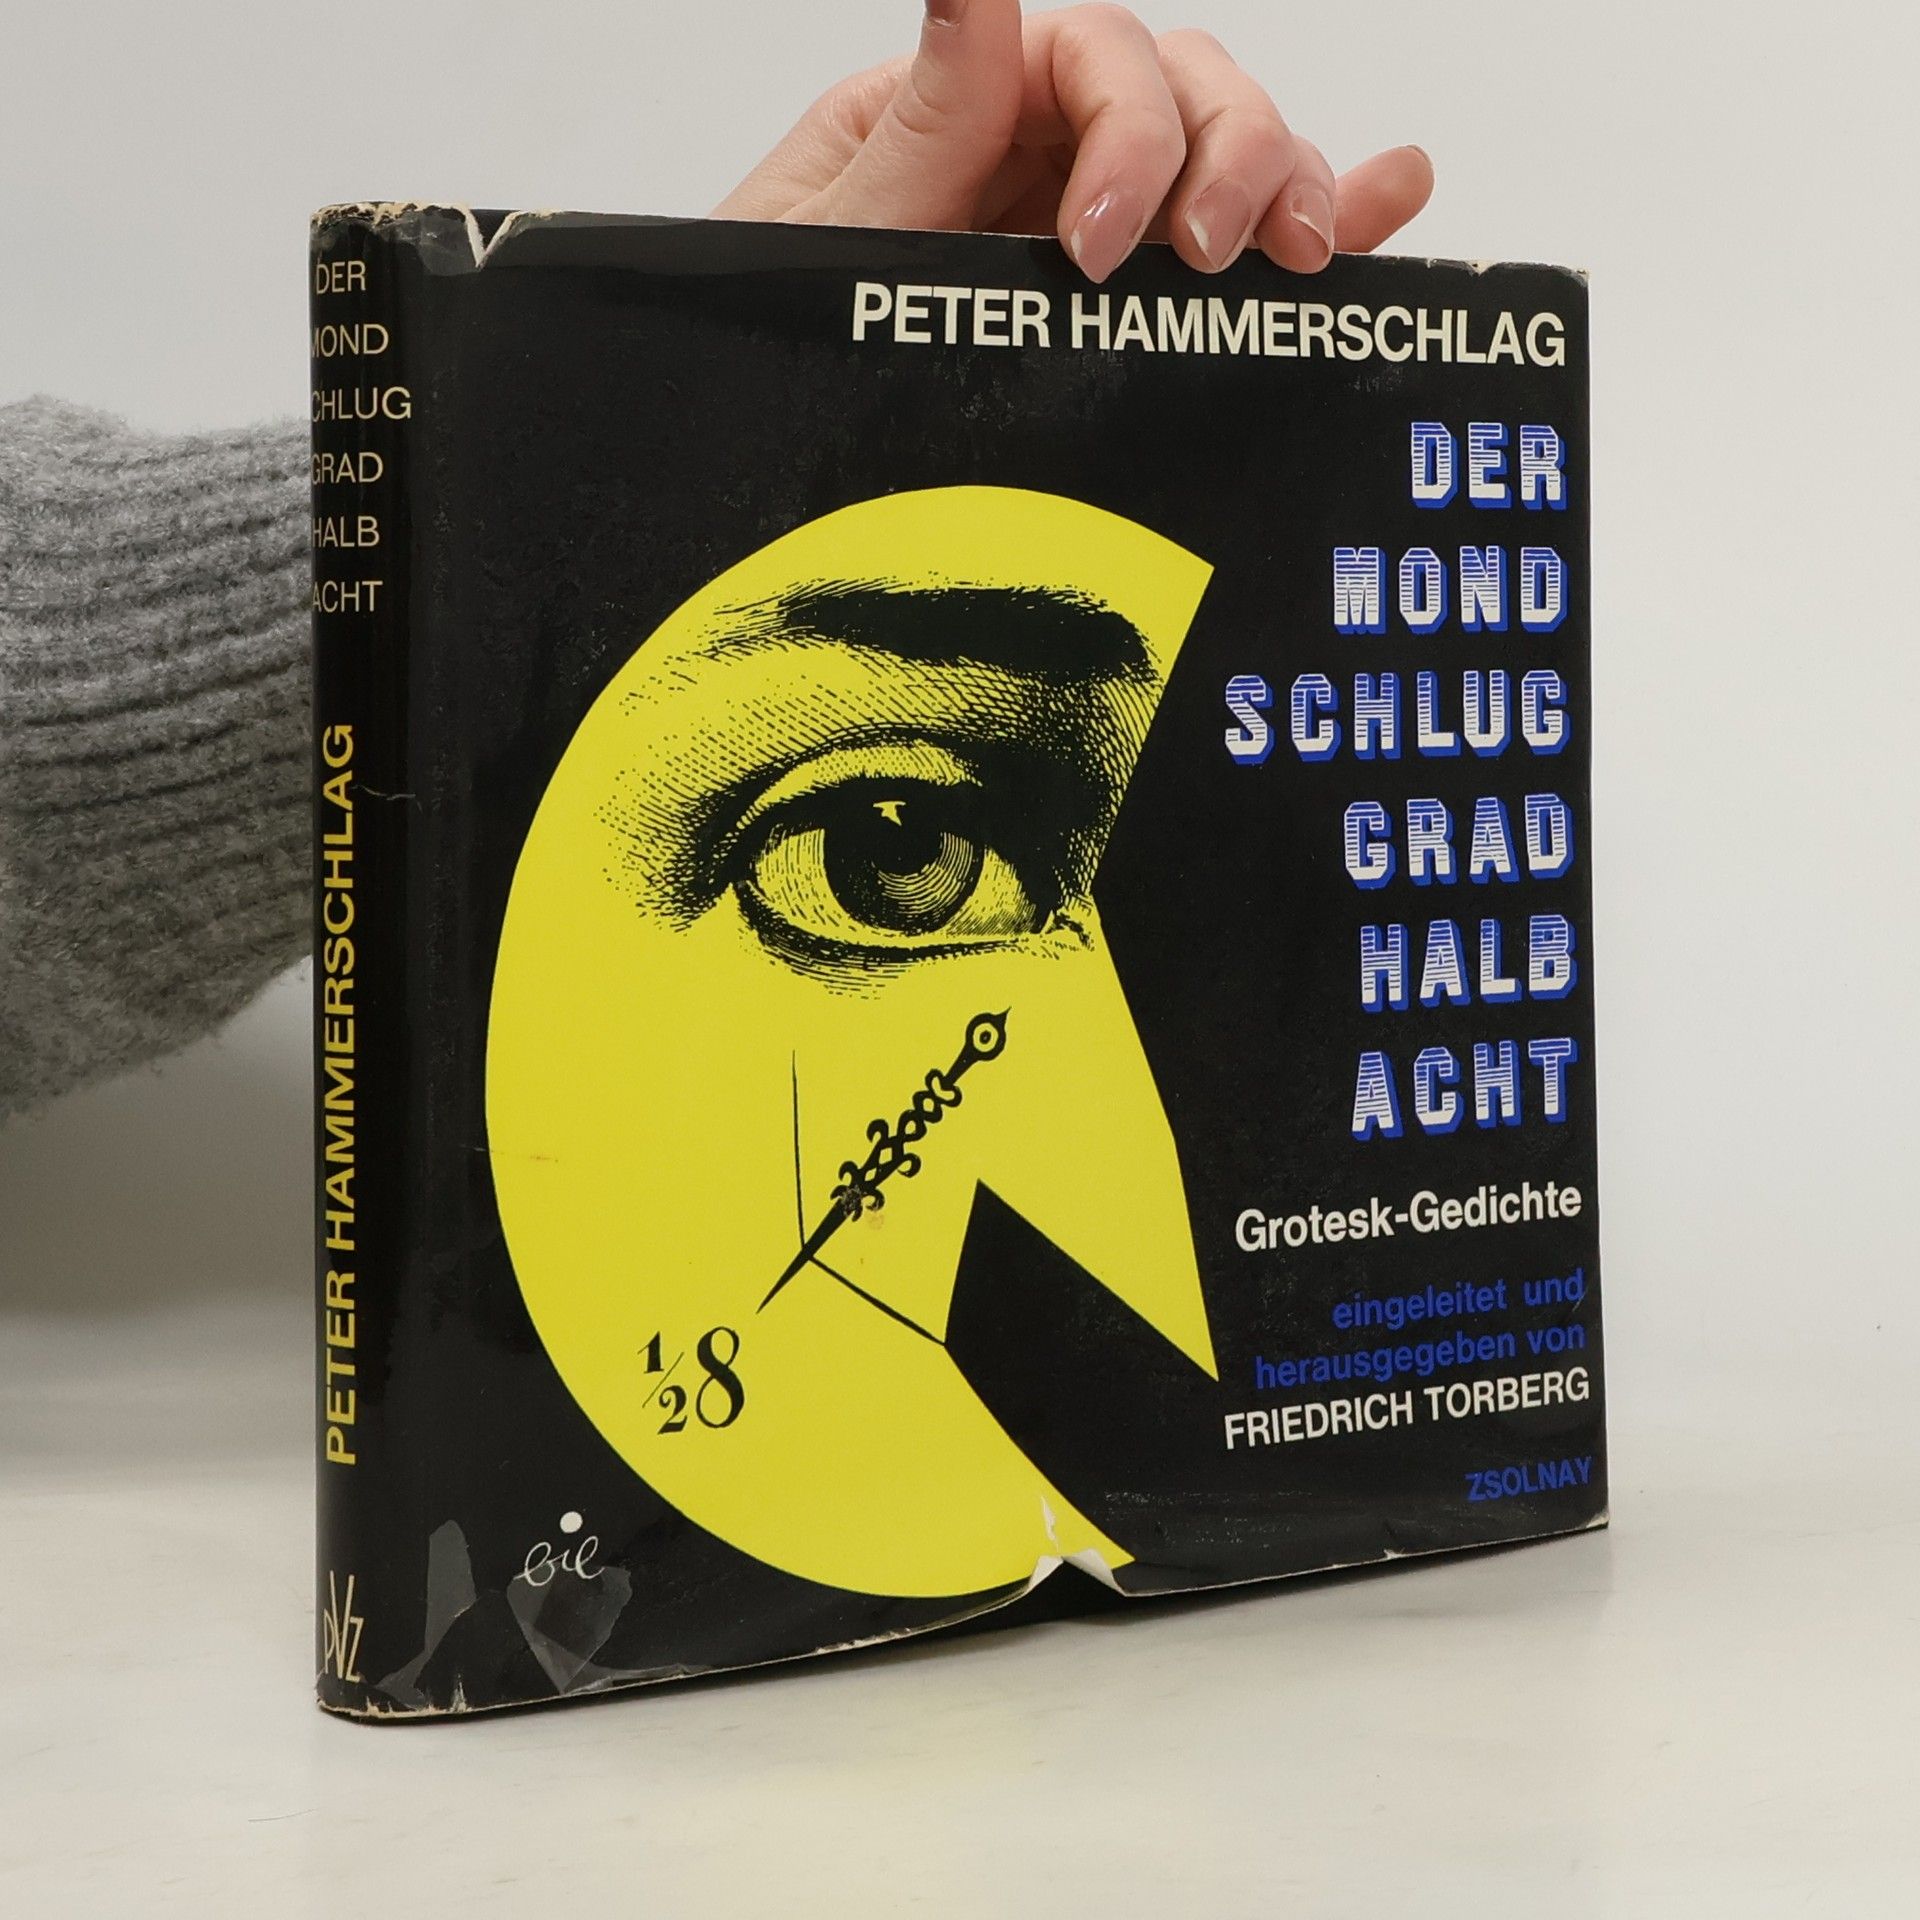 DER
MOND
SCHLUG
GRAD
HALB
ACHT
PETER HAMMERSCHLAG
PVZ
PETER HAMMERSCHLAG
DER
MOND
SCHLUG
GRAD
HALB
ACHT
Grotesk-Gedichte
eingeleitet und
herausgegeben von
FRIEDRICH TORBERG
ZSOLNAY
1/2 8